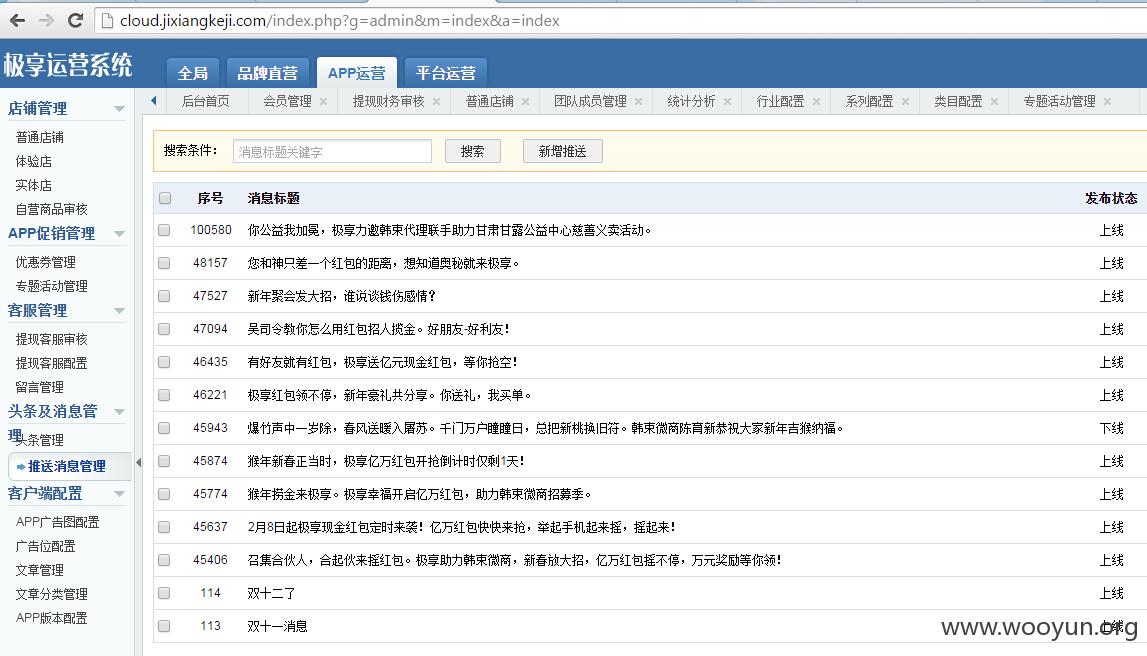 cloud.jixiangkeji.com/index.php?g=admin&m=index&a=index
极享运营系统
全局 品牌直营 APP运营 平台运营
后台首页 会员管理 × 提现财务审核 × 普通店铺 × 团队成员管理 × 统计分析 × 行业配置 × 系列配置 × 类目配置 × 专题活动管理 ×
店铺管理
普通店铺
体验店
实体店
自营商品审核
APP促销管理
优惠券管理
专题活动管理
客服管理
提现客服审核
提现客服配置
留言管理
头条及消息管
理
头条管理
推送消息管理
客户端配置
APP广告图配置
广告位配置
文章管理
文章分类管理
APP版本配置
搜索条件: 消息标题关键字 搜索 新增推送
序号 消息标题 发布状态
100580 你公益我加冕，极享力邀韩束代理联手助力甘肃甘露公益中心慈善义卖活动。 上线
48157 您和神只差一个红包的距离，想知道奥秘就来极享。 上线
47527 新年聚会发大招，谁说谈钱伤感情？ 上线
47094 吴司令教你怎么用红包招人揽金。好朋友-好利友！ 上线
46435 有好友就有红包，极享送亿元现金红包，等你抢空！ 上线
46221 极享红包领不停，新年豪礼共分享。你送礼，我买单。 上线
45943 爆竹声中一岁除，春风送暖入屠苏。千门万户曈曈日，总把新桃换旧符。韩束微商陈育新恭祝大家新年吉猴纳福。 下线
45874 猴年新春正当时，极享亿万红包开抢倒计时仅剩1天！ 上线
45774 猴年捞金来极享。极享幸福开启亿万红包，助力韩束微商招募季。 上线
45637 2月8日起极享现金红包定时来袭！亿万红包快快来抢，举起手机起来摇，摇起来！ 上线
45406 召集合伙人，合起伙来摇红包。极享助力韩束微商，新春放大招，亿万红包摇不停，万元奖励等你领！ 上线
114 双十二了 上线
113 双十一消息 上线
www.wooyun.org